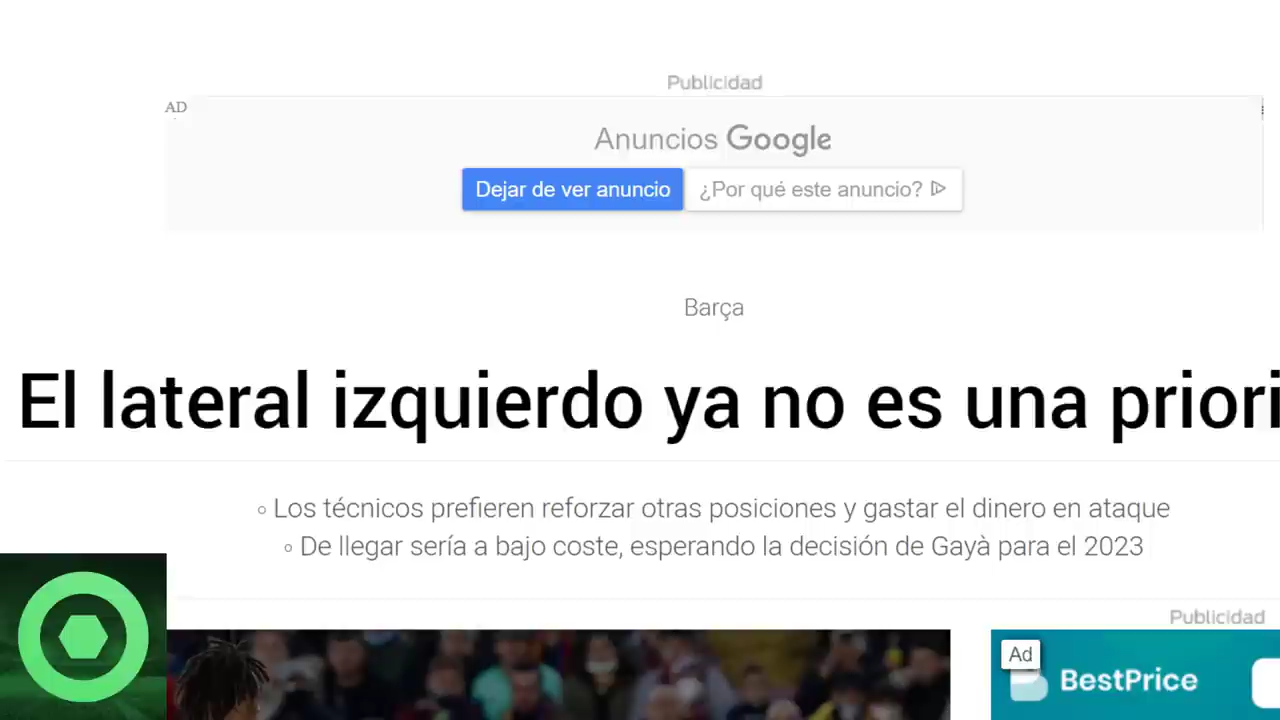 Publicidad
AD
Anuncios Google
Dejar de ver anuncio
¿Por qué este anuncio?
Barça
El lateral izquierdo ya no es una priori
◦ Los técnicos prefieren reforzar otras posiciones y gastar el dinero en ataque
◦ De llegar sería a bajo coste, esperando la decisión de Gayà para el 2023
Publicidad
Ad
BestPrice